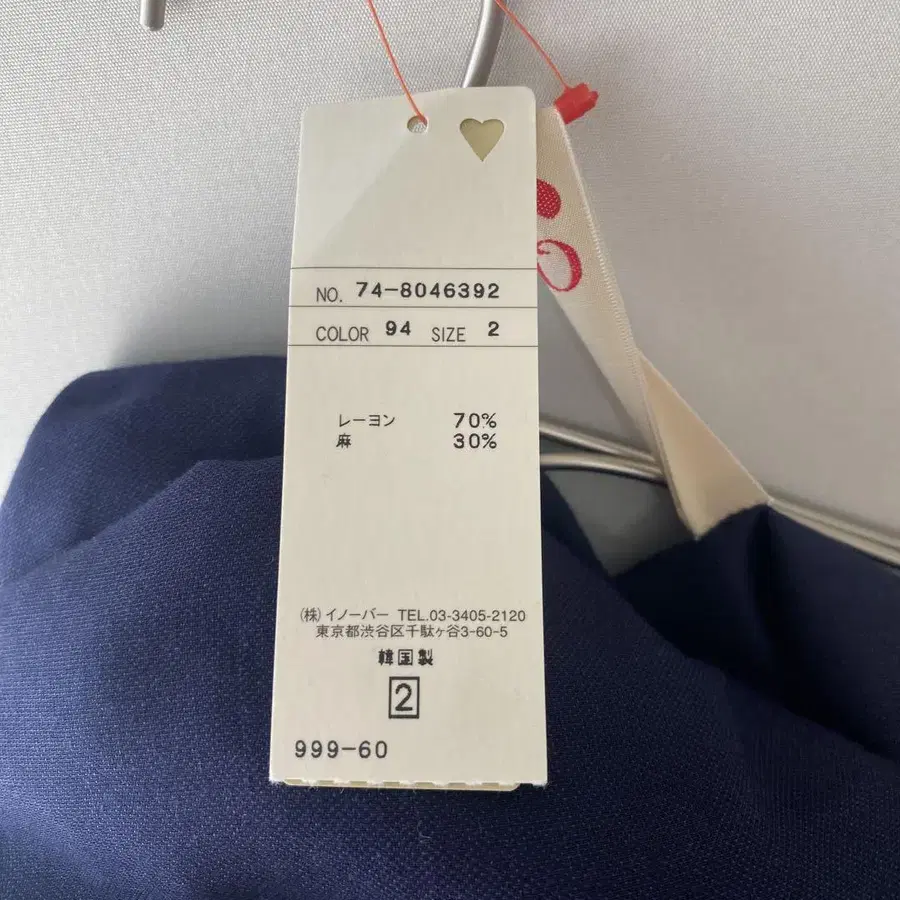 NO. 74-8046392
COLOR 94 SIZE 2
レーヨン 70%
麻 30%
(株)イノーバー TEL.03-3405-2120
東京都渋谷区千駄ヶ谷3-60-5
韓国製
2
999-60